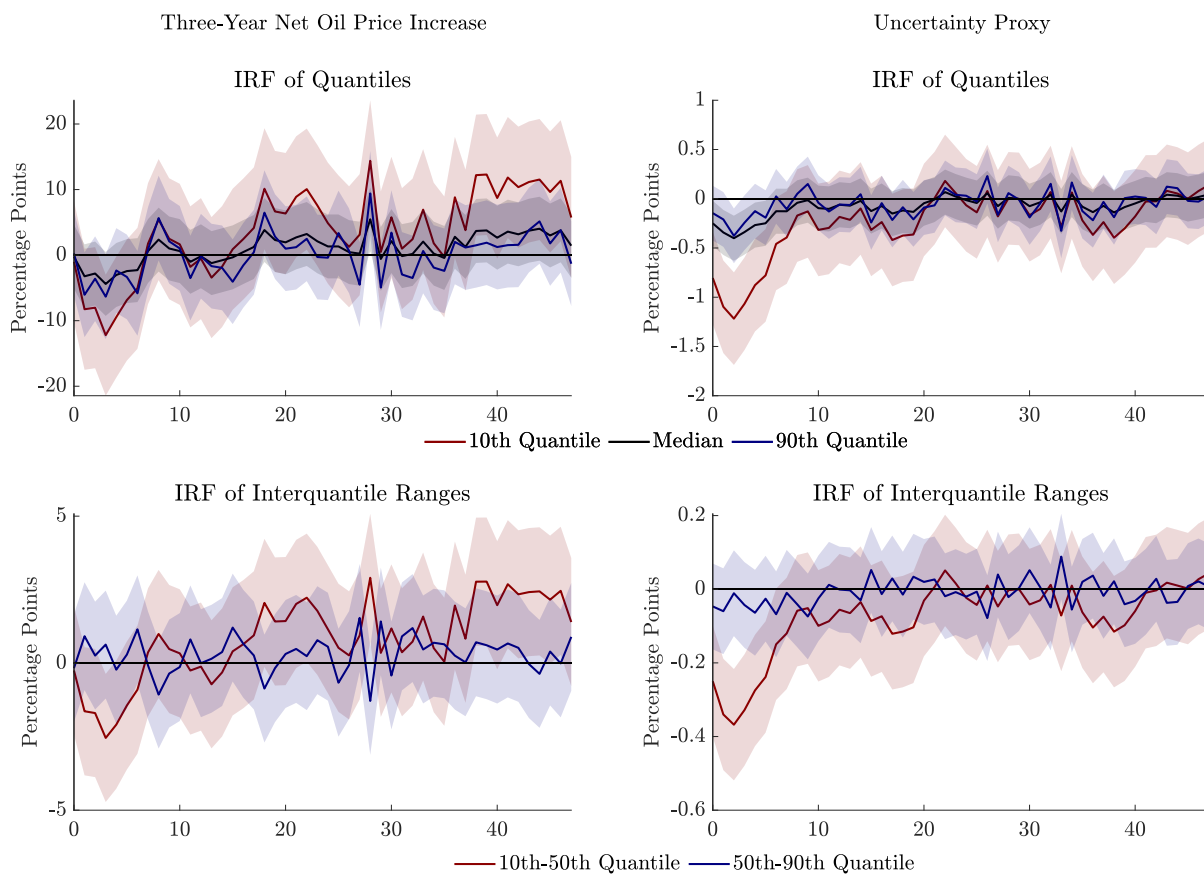 Three-Year Net Oil Price Increase
Uncertainty Proxy
IRF of Quantiles
Percentage Points
20
10
0
-10
-20
0 10 20 30 40
IRF of Quantiles
Percentage Points
1
0.5
0
-0.5
-1
-1.5
-2
0 10 20 30 40
10th Quantile Median 90th Quantile
IRF of Interquantile Ranges
Percentage Points
5
0
-5
0 10 20 30 40
IRF of Interquantile Ranges
Percentage Points
0.2
0
-0.2
-0.4
-0.6
0 10 20 30 40
10th-50th Quantile 50th-90th Quantile